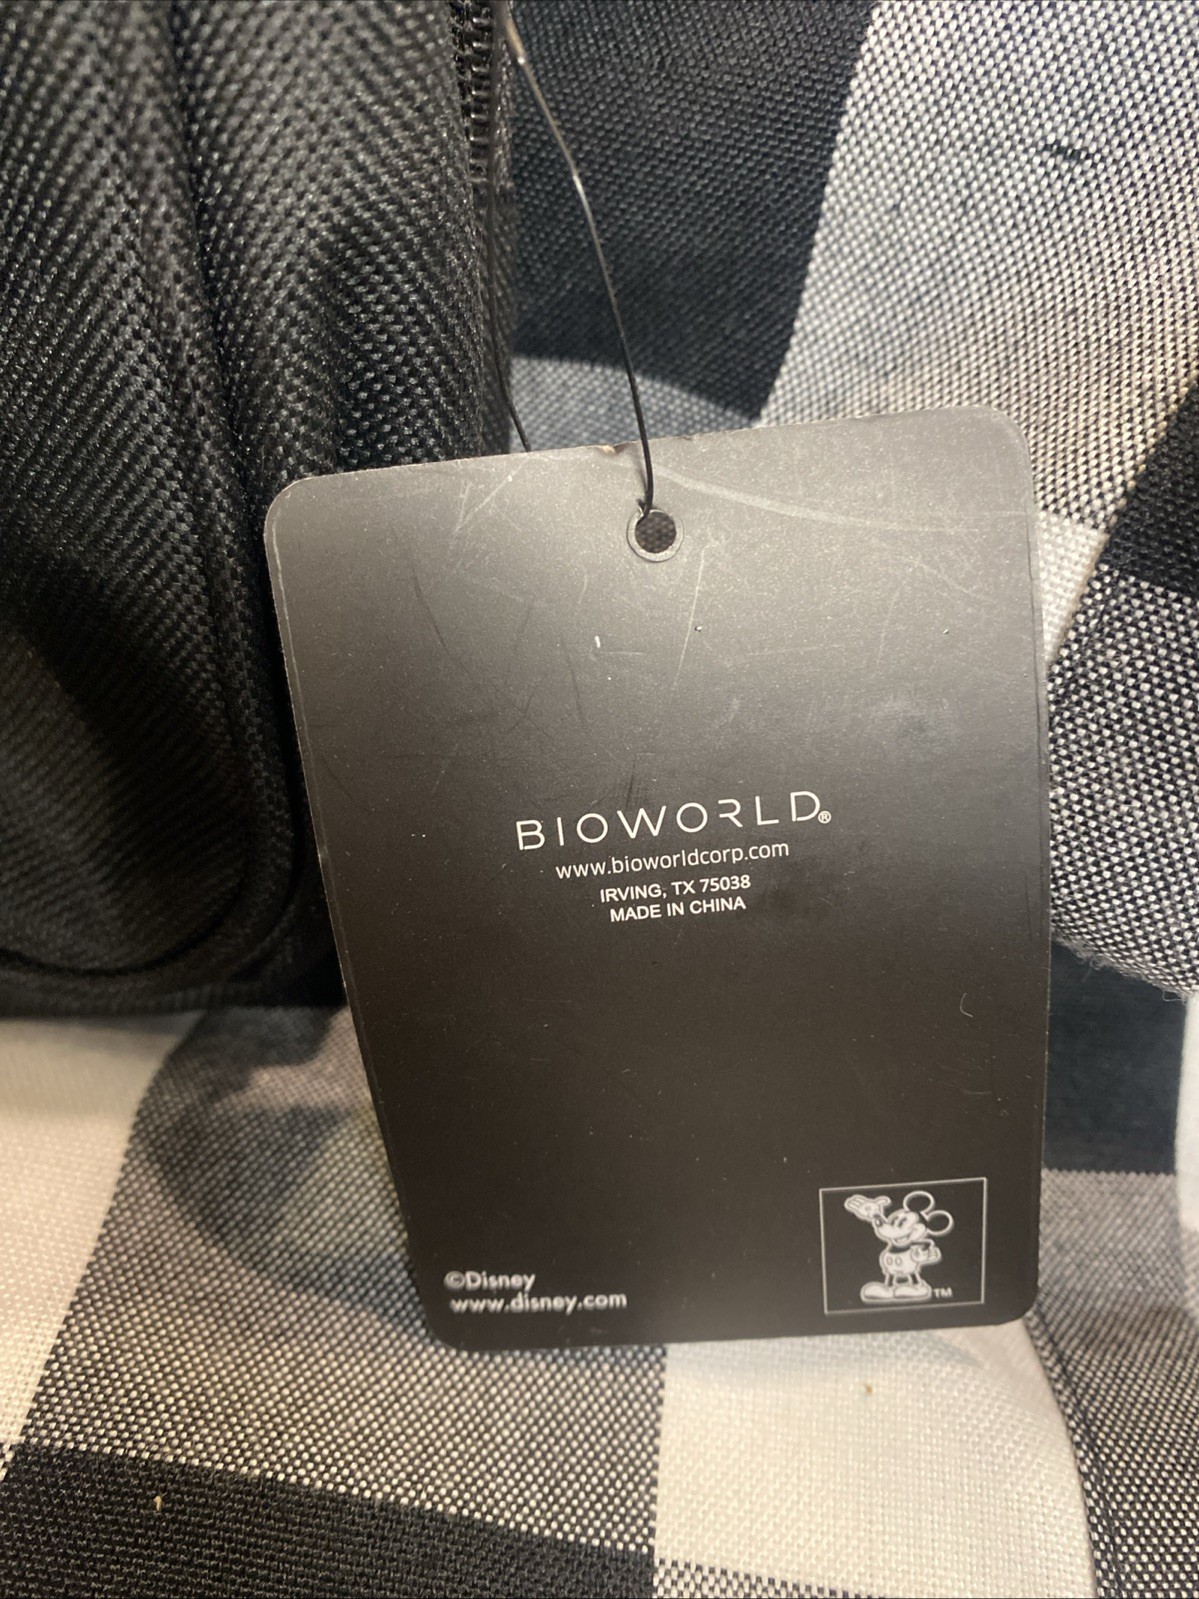 BIOWORLD®
www.bioworldcorp.com
IRVING, TX 75038
MADE IN CHINA
©Disney
www.disney.com
TM